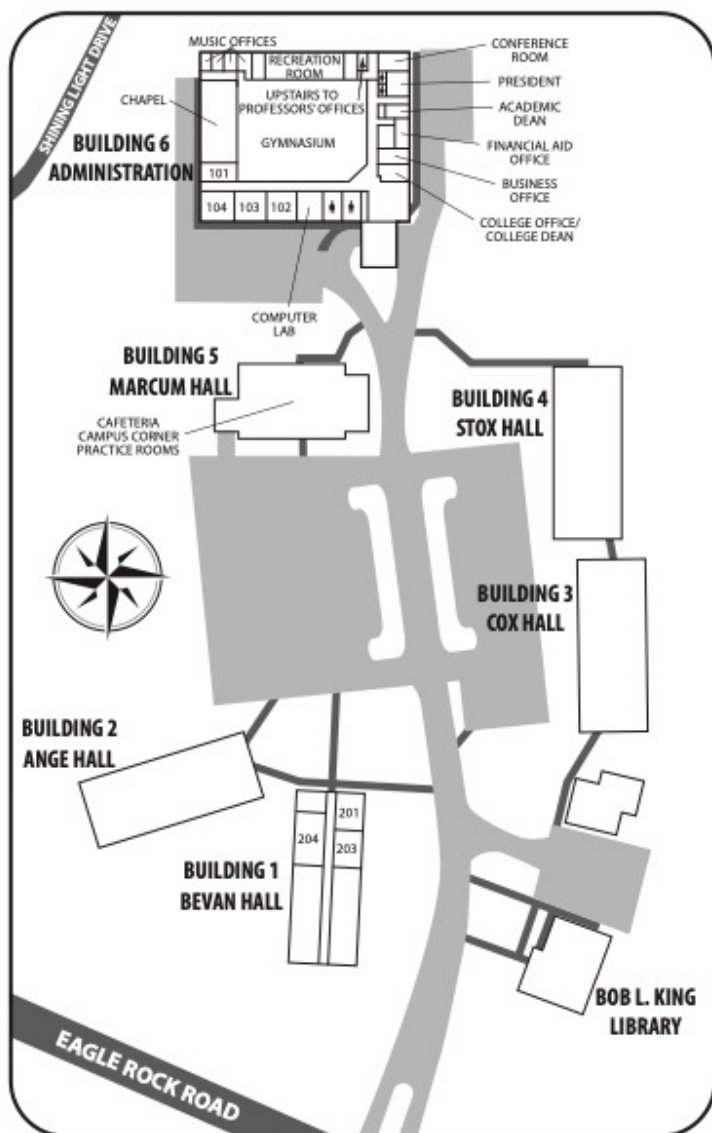 SHINING LIGHT DRIVE
MUSIC OFFICES
RECREATION
ROOM
CONFERENCE
ROOM
PRESIDENT
CHAPEL
UPSTAIRS TO
PROFESSORS' OFFICES
ACADEMIC
DEAN
BUILDING 6
ADMINISTRATION
GYMNASIUM
FINANCIAL AID
OFFICE
101
BUSINESS
OFFICE
104
103
102
COLLEGE OFFICE/
COLLEGE DEAN
COMPUTER
LAB
BUILDING 5
MARCUM HALL
CAFETERIA
CAMPUS CORNER
PRACTICE ROOMS
BUILDING 4
STOX HALL
BUILDING 3
COX HALL
BUILDING 2
ANGE HALL
201
204
203
BUILDING 1
BEVAN HALL
BOB L. KING
LIBRARY
EAGLE ROCK ROAD